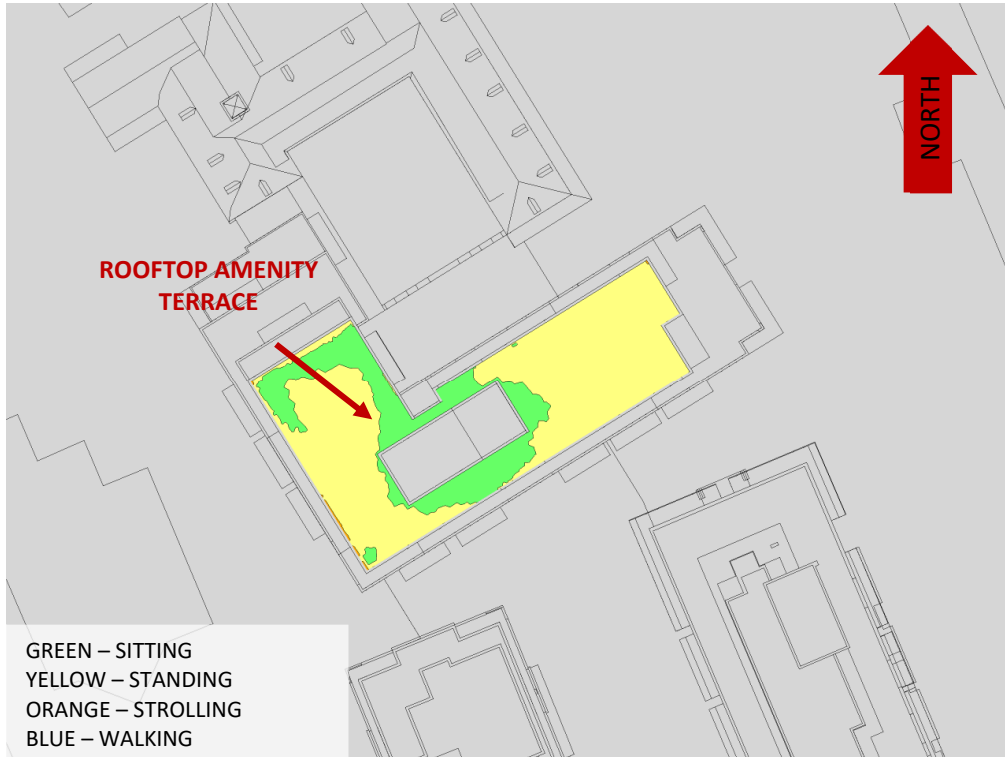 NORTH
ROOFTOP AMENITY
TERRACE
GREEN – SITTING
YELLOW – STANDING
ORANGE – STROLLING
BLUE – WALKING